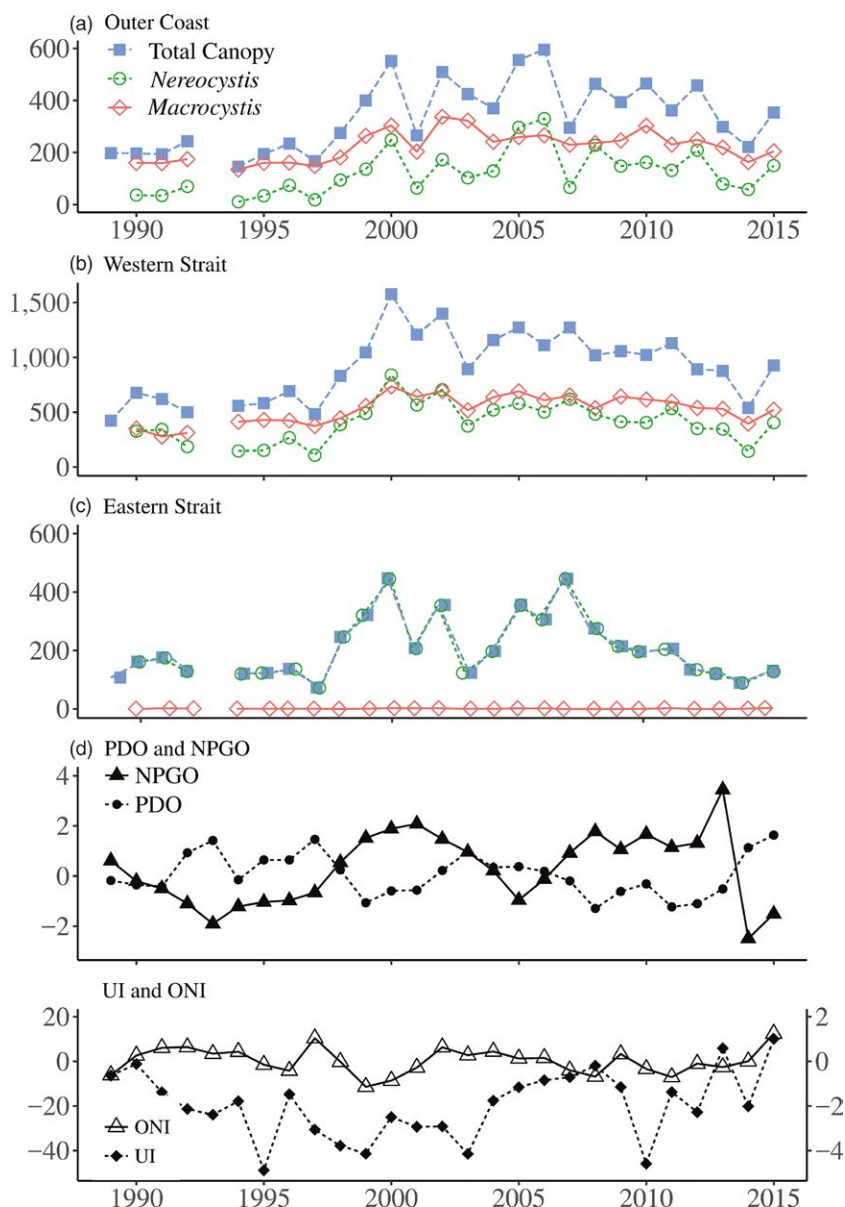 (a) Outer Coast
600
Total Canopy
Nereocystis
400
Macrocystis
200
0
1990 1995 2000 2005 2010 2015
(b) Western Strait
1,500
1,000
500
0
(c) Eastern Strait
600
400
200
0
(d) PDO and NPGO
4
NPGO
PDO
2
0
−2
UI and ONI
20 2
0 0
−20 −2
ONI
−40 −4
UI
1990 1995 2000 2005 2010 2015